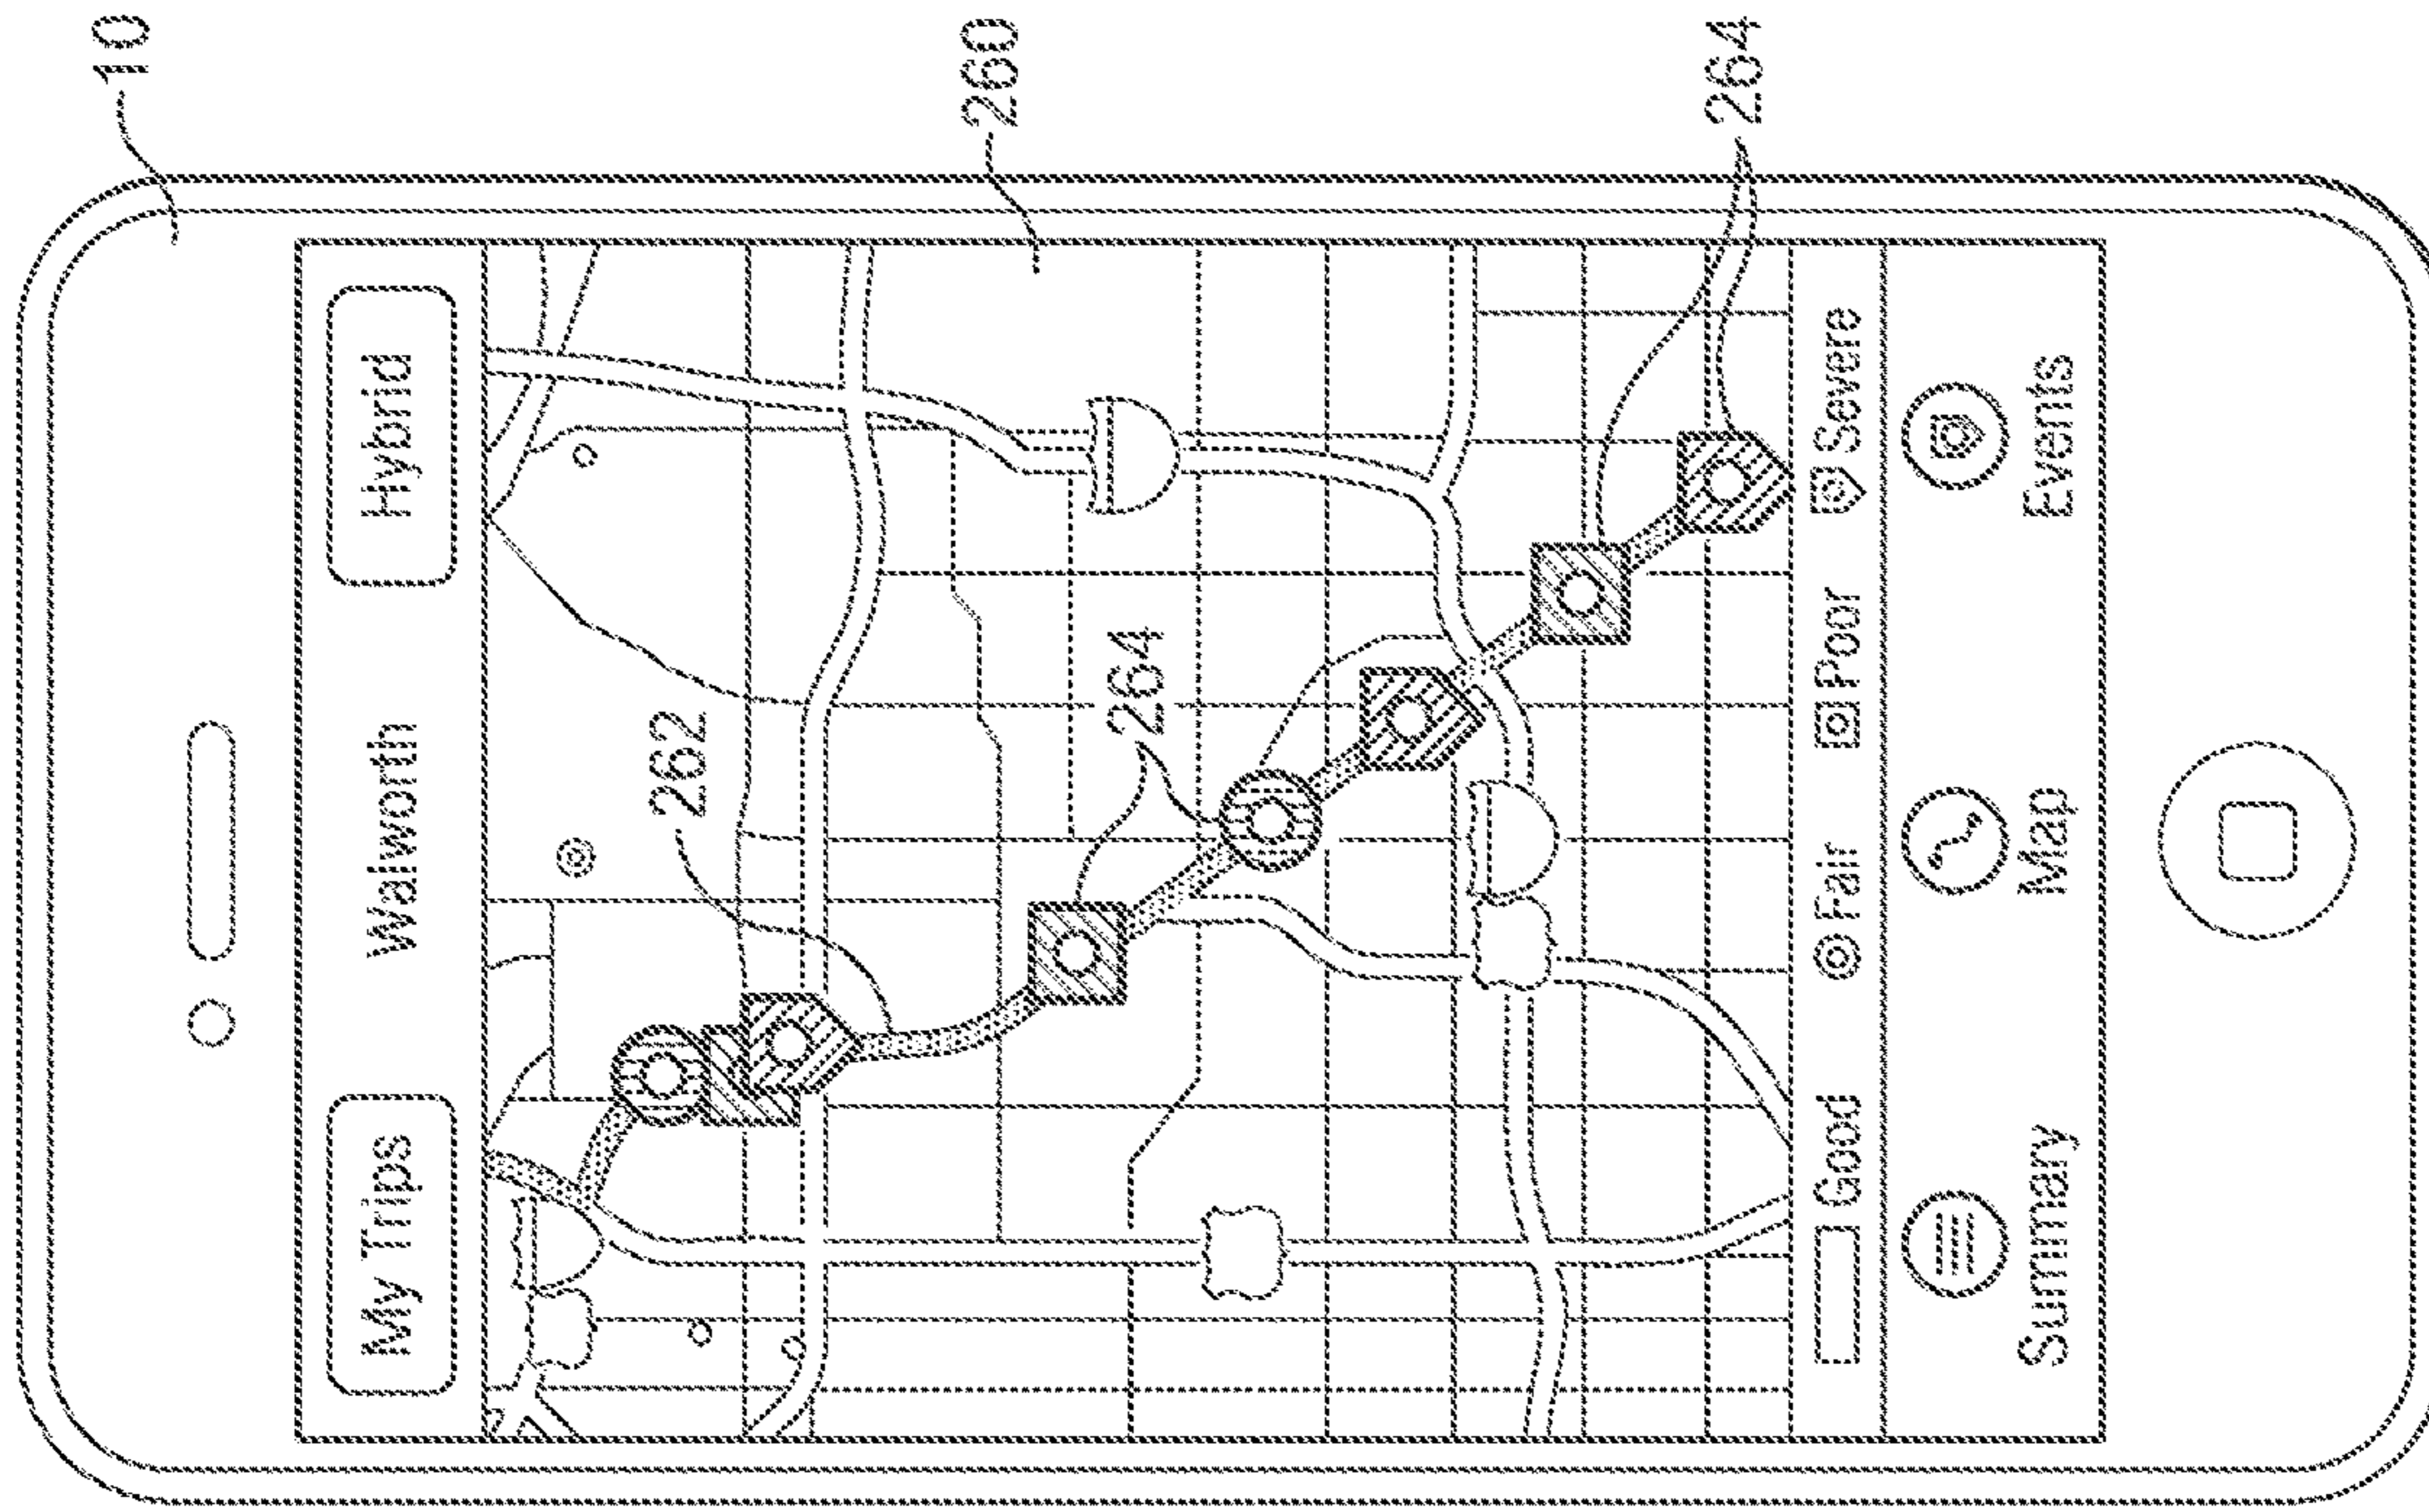 10
My Trips Walworth Hybrid
262
260
264
264
Good Fair Poor Severe
Summary Map Events